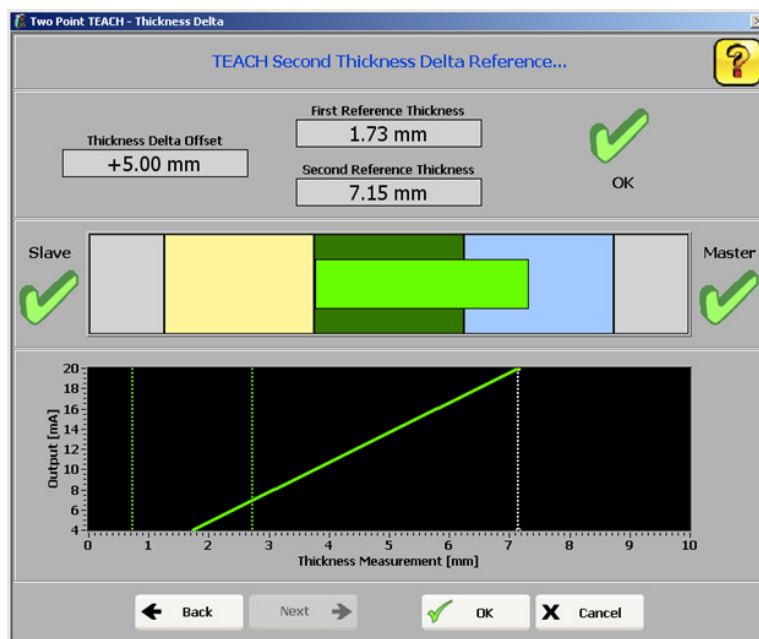 Two Point TEACH - Thickness Delta
TEACH Second Thickness Delta Reference...
First Reference Thickness
1.73 mm
Thickness Delta Offset
+5.00 mm
Second Reference Thickness
7.15 mm
OK
Slave
Master
Output [mA]
20
18
16
14
12
10
8
6
4
0 1 2 3 4 5 6 7 8 9 10
Thickness Measurement [mm]
Back Next OK Cancel